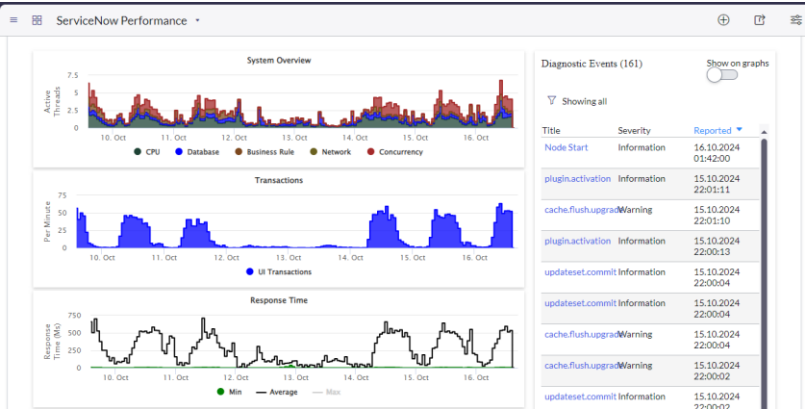 ServiceNow Performance
System Overview
Active Threads
7.5
5
2.5
0
10. Oct 11. Oct 12. Oct 13. Oct 14. Oct 15. Oct 16. Oct
CPU Database Business Rule Network Concurrency
Transactions
Per Minute
75
50
25
0
10. Oct 11. Oct 12. Oct 13. Oct 14. Oct 15. Oct 16. Oct
UI Transactions
Response Time
Response Time (Ms)
750
500
250
0
10. Oct 11. Oct 12. Oct 13. Oct 14. Oct 15. Oct 16. Oct
Min Average Max
Diagnostic Events (161) Show on graphs
Showing all
Title Severity Reported
Node Start Information 16.10.2024
01:42:00
plugin.activation Information 15.10.2024
22:01:11
cache.flush.upgrade Warning 15.10.2024
22:01:10
plugin.activation Information 15.10.2024
22:00:13
updateset.commit Information 15.10.2024
22:00:04
updateset.commit Information 15.10.2024
22:00:04
cache.flush.upgrade Warning 15.10.2024
22:00:04
cache.flush.upgrade Warning 15.10.2024
22:00:02
updateset.commit Information 15.10.2024
22:00:02